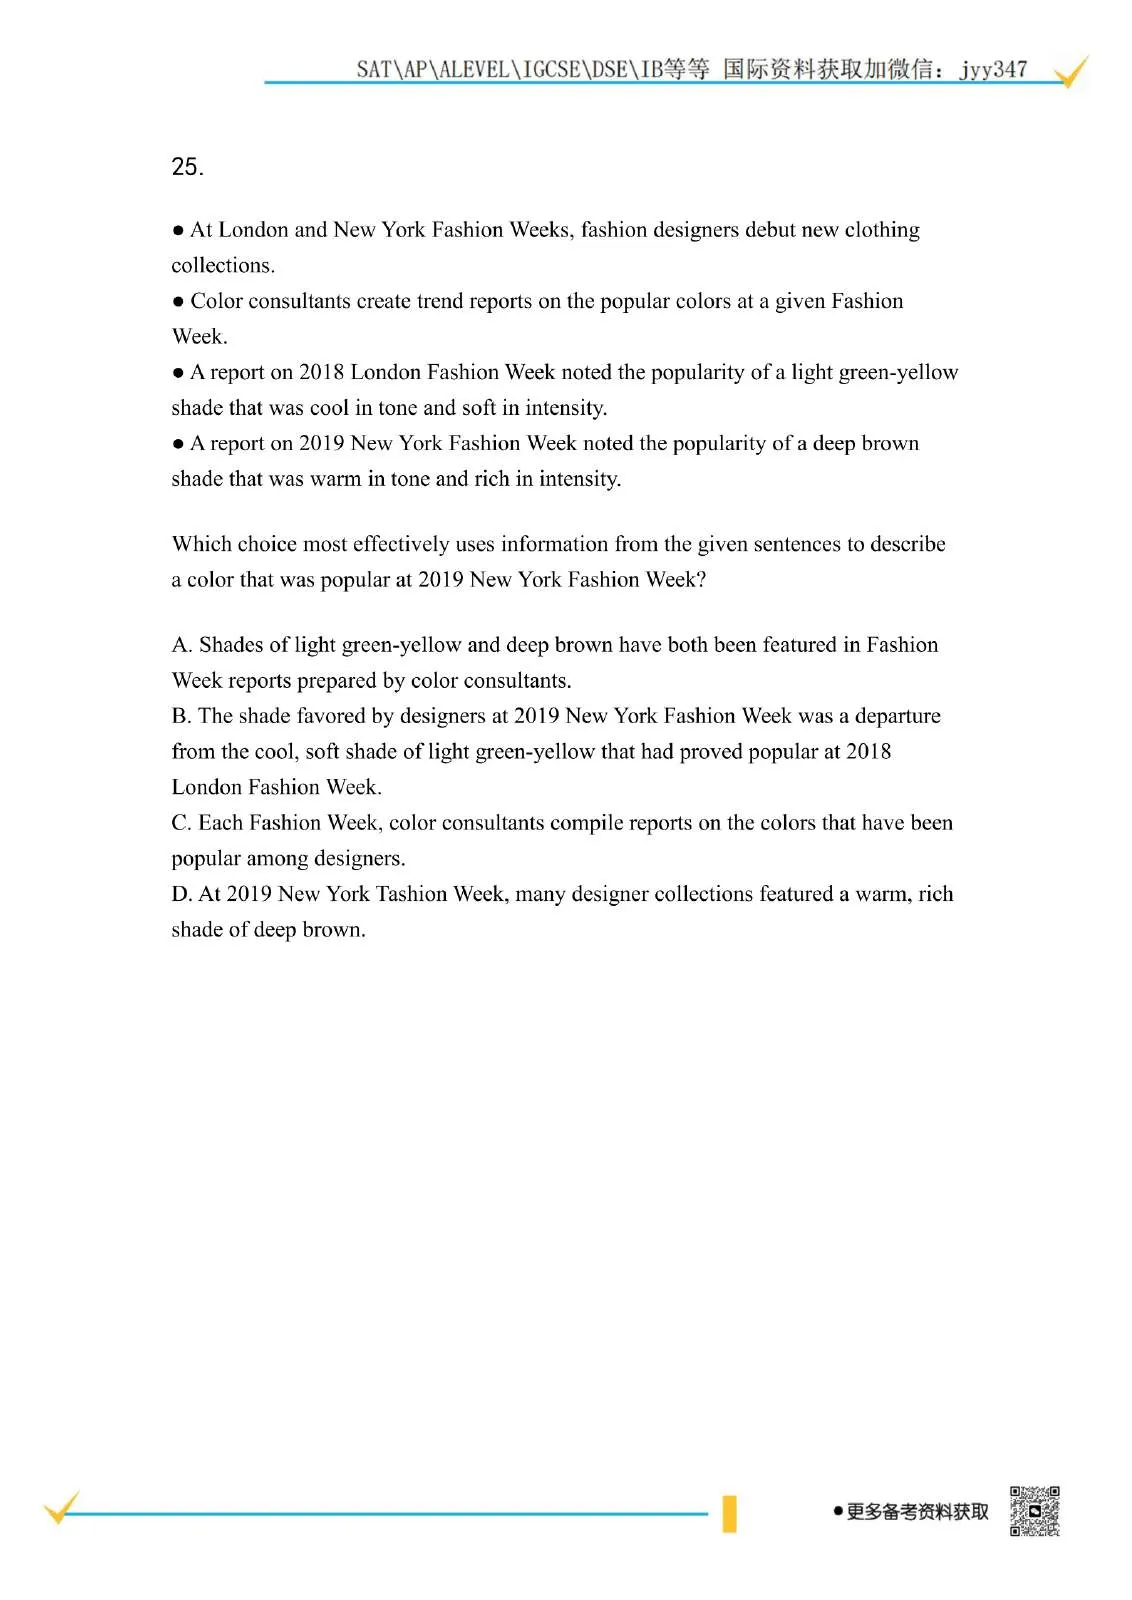 SAT\AP\ALEVEL\IGCSE\DSE\IB等等 国际资料获取加微信：jyy347
25.
● At London and New York Fashion Weeks, fashion designers debut new clothing
collections.
● Color consultants create trend reports on the popular colors at a given Fashion
Week.
● A report on 2018 London Fashion Week noted the popularity of a light green-yellow
shade that was cool in tone and soft in intensity.
● A report on 2019 New York Fashion Week noted the popularity of a deep brown
shade that was warm in tone and rich in intensity.
Which choice most effectively uses information from the given sentences to describe
a color that was popular at 2019 New York Fashion Week?
A. Shades of light green-yellow and deep brown have both been featured in Fashion
Week reports prepared by color consultants.
B. The shade favored by designers at 2019 New York Fashion Week was a departure
from the cool, soft shade of light green-yellow that had proved popular at 2018
London Fashion Week.
C. Each Fashion Week, color consultants compile reports on the colors that have been
popular among designers.
D. At 2019 New York Tashion Week, many designer collections featured a warm, rich
shade of deep brown.
●更多备考资料获取